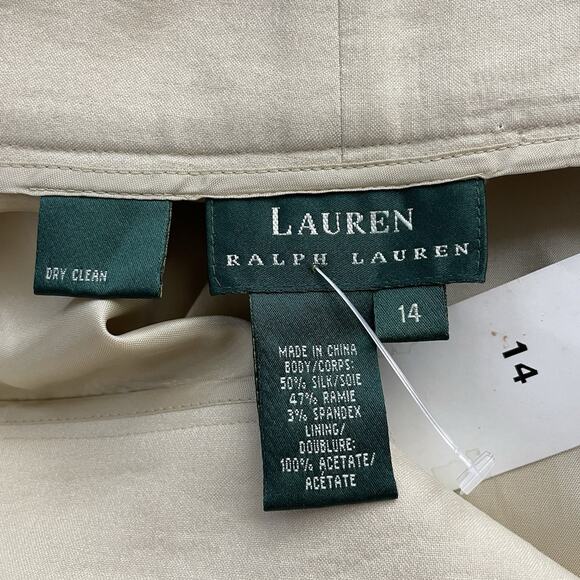 LAUREN
RALPH LAUREN
DRY CLEAN
14
MADE IN CHINA
BODY/CORPS:
50% SILK/SOIE
47% RAMIE
3% SPANDEX
LINING/
DOUBLURE:
100% ACETATE/
ACÉTATE
14